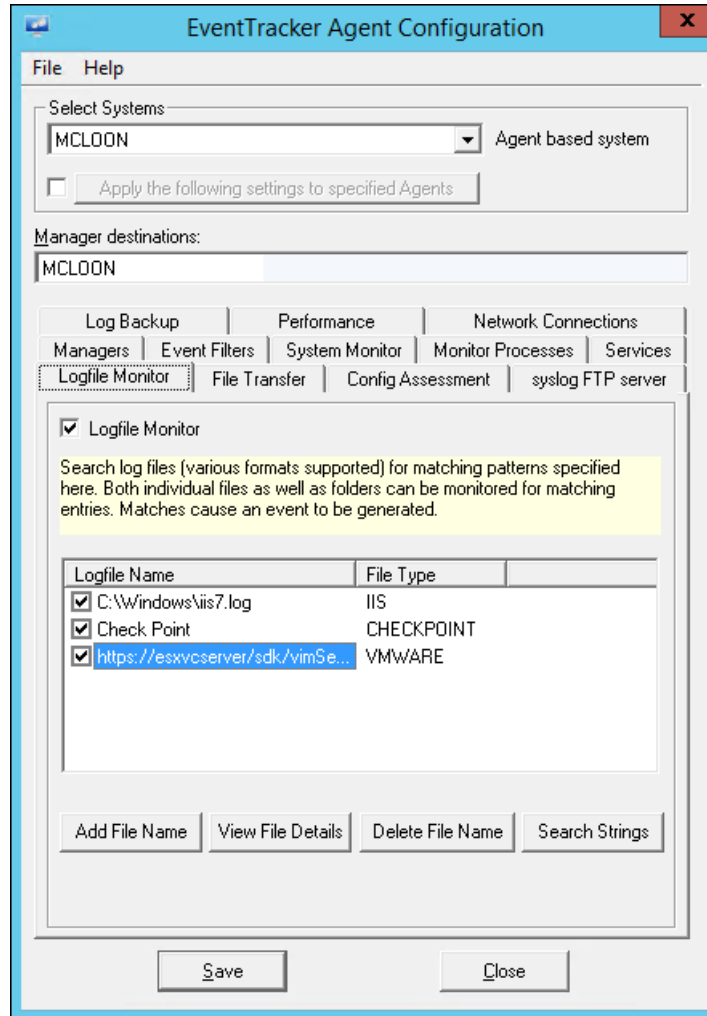 EventTracker Agent Configuration
x
File Help
Select Systems
MCLOON
Agent based system
Apply the following settings to specified Agents
Manager destinations:
MCLOON
Log Backup Performance Network Connections
Managers Event Filters System Monitor Monitor Processes Services
Logfile Monitor File Transfer Config Assessment syslog FTP server
Logfile Monitor
Search log files (various formats supported) for matching patterns specified
here. Both individual files as well as folders can be monitored for matching
entries. Matches cause an event to be generated.
Logfile Name File Type
C:\Windows\iis7.log IIS
Check Point CHECKPOINT
https://esxvcserver/sdk/vimSe... VMWARE
Add File Name View File Details Delete File Name Search Strings
Save Close